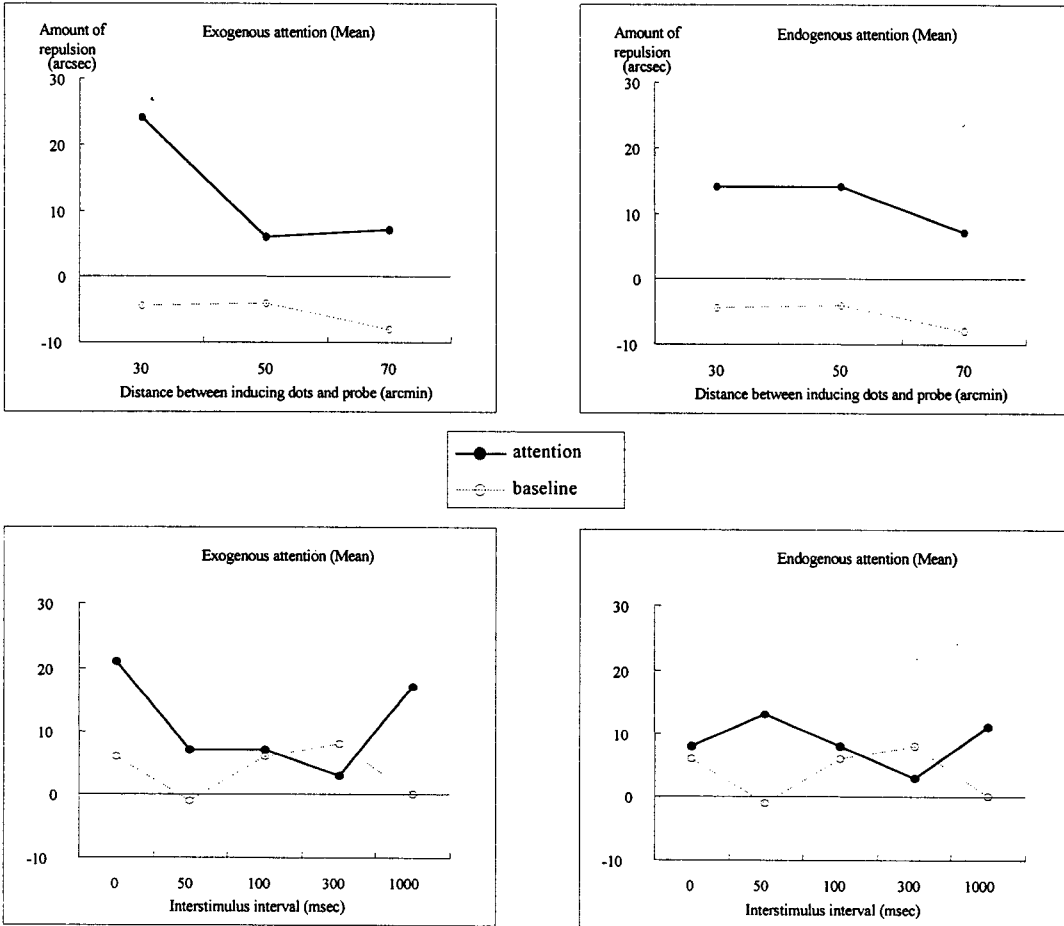 Amount of
repulsion
(arcsec)
Exogenous attention (Mean)
30
20
10
0
-10
30 50 70
Distance between inducing dots and probe (arcmin)
Amount of
repulsion
(arcsec)
Endogenous attention (Mean)
30
20
10
0
-10
30 50 70
Distance between inducing dots and probe (arcmin)
attention
baseline
Exogenous attention (Mean)
30
20
10
0
-10
0 50 100 300 1000
Interstimulus interval (msec)
Endogenous attention (Mean)
30
20
10
0
-10
0 50 100 300 1000
Interstimulus interval (msec)